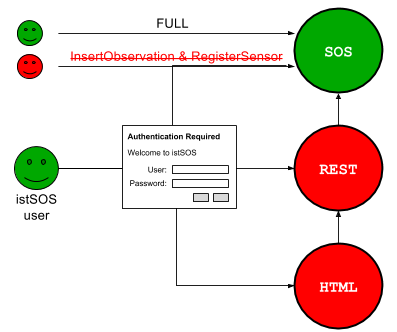 FULL
InsertObservation & RegisterSensor
SOS
Authentication Required
Welcome to istSOS
User:
Password:
REST
istSOS
user
HTML